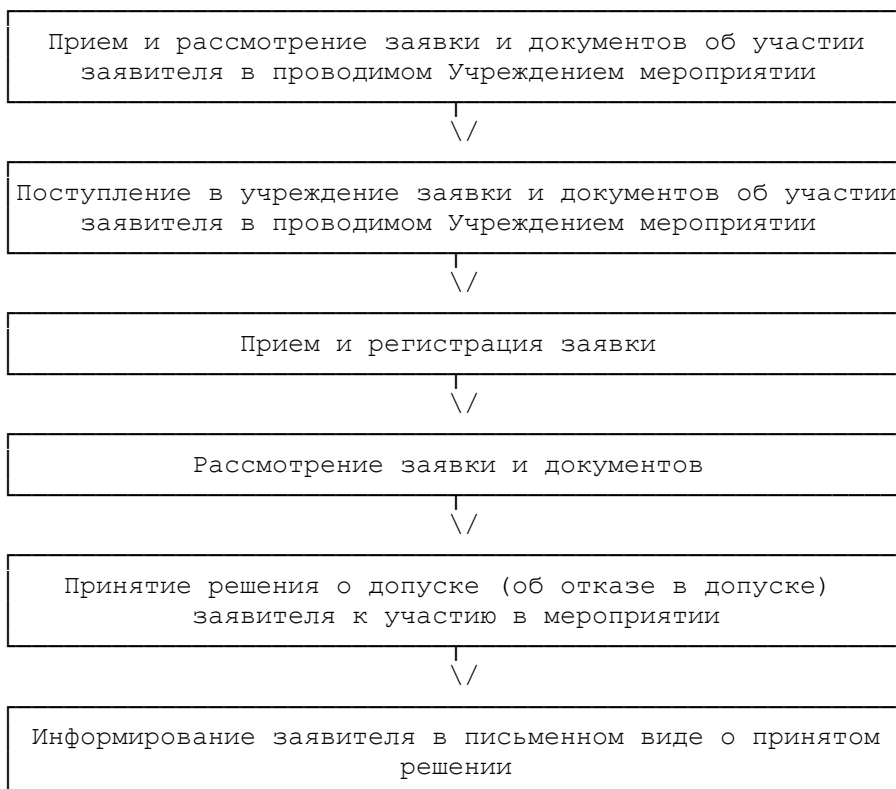 Прием и рассмотрение заявки и документов об участии
заявителя в проводимом Учреждением мероприятии
\/
Поступление в учреждение заявки и документов об участии
заявителя в проводимом Учреждением мероприятии
\/
Прием и регистрация заявки
\/
Рассмотрение заявки и документов
\/
Принятие решения о допуске (об отказе в допуске)
заявителя к участию в мероприятии
\/
Информирование заявителя в письменном виде о принятом
решении